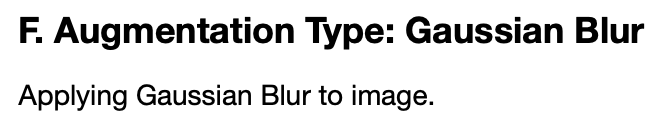 F. Augmentation Type: Gaussian Blur
Applying Gaussian Blur to image.